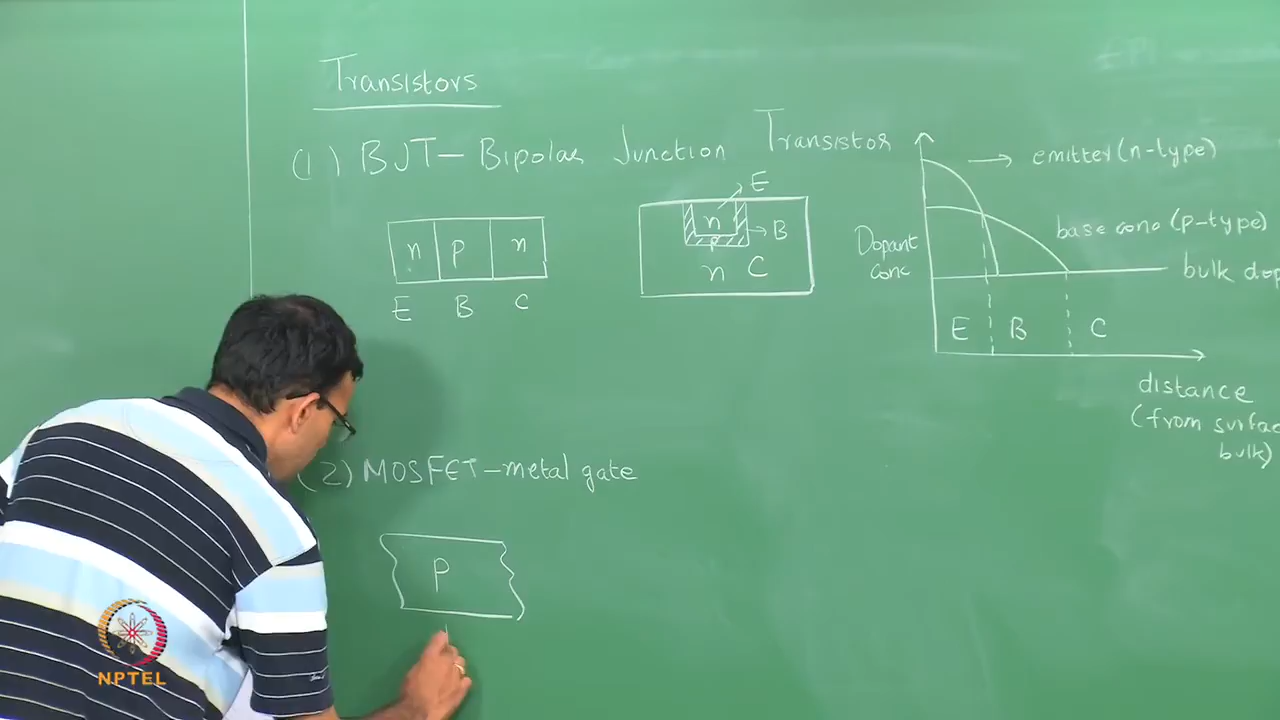 Transistors
(1) BJT - Bipolar Junction Transistor
n p n
E B C
E
n
B
p
n C
emitter (n-type)
base conc (p-type)
Dopant
conc
bulk
E B C
distance
(from surfac
bulk)
(2) MOSFET - metal gate
p
NPTEL